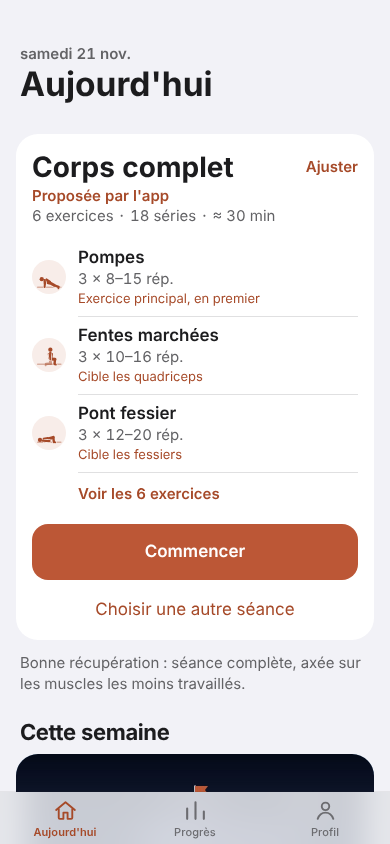 samedi 21 nov.
Aujourd'hui
Corps complet
Ajuster
Proposée par l'app
6 exercices · 18 séries · ≈ 30 min
Pompes
3 × 8–15 rép.
Exercice principal, en premier
Fentes marchées
3 × 10–16 rép.
Cible les quadriceps
Pont fessier
3 × 12–20 rép.
Cible les fessiers
Voir les 6 exercices
Commencer
Choisir une autre séance
Bonne récupération : séance complète, axée sur
les muscles les moins travaillés.
Cette semaine
Aujourd'hui
Progrès
Profil